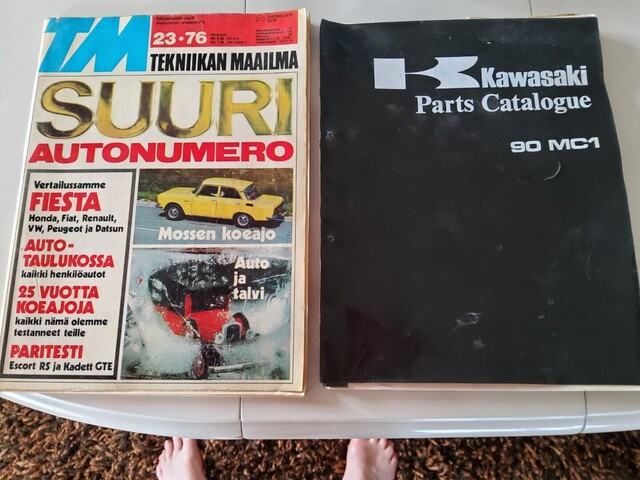 TM
23•76
TEKNIIKAN MAAILMA
SUURI
AUTONUMERO
Vertailussamme
FIESTA
Honda, Fiat, Renault,
VW, Peugeot ja Datsun
AUTO-
TAULUKOSSA
kaikki henkilöautot
25 VUOTTA
KOEAJOJA
kaikki nämä olemme
testanneet teille
PARITESTI
Escort RS ja Kadett GTE
Mossen koeajo
Auto
ja
talvi
Kawasaki
Parts Catalogue
90 MC1